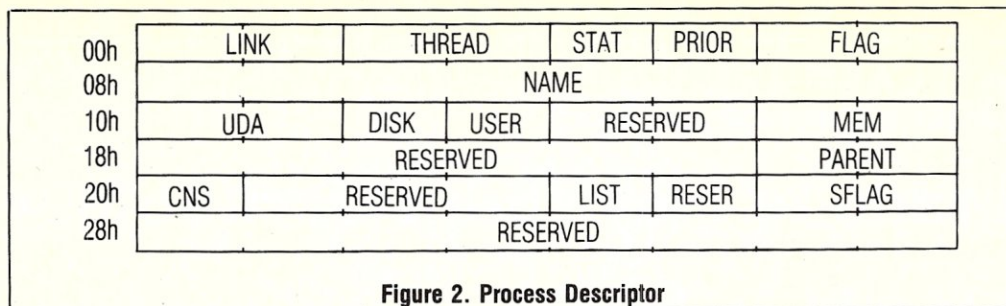 00h LINK THREAD STAT PRIOR FLAG
08h NAME
10h UDA DISK USER RESERVED MEM
18h RESERVED PARENT
20h CNS RESERVED LIST RESER SFLAG
28h RESERVED
Figure 2. Process Descriptor